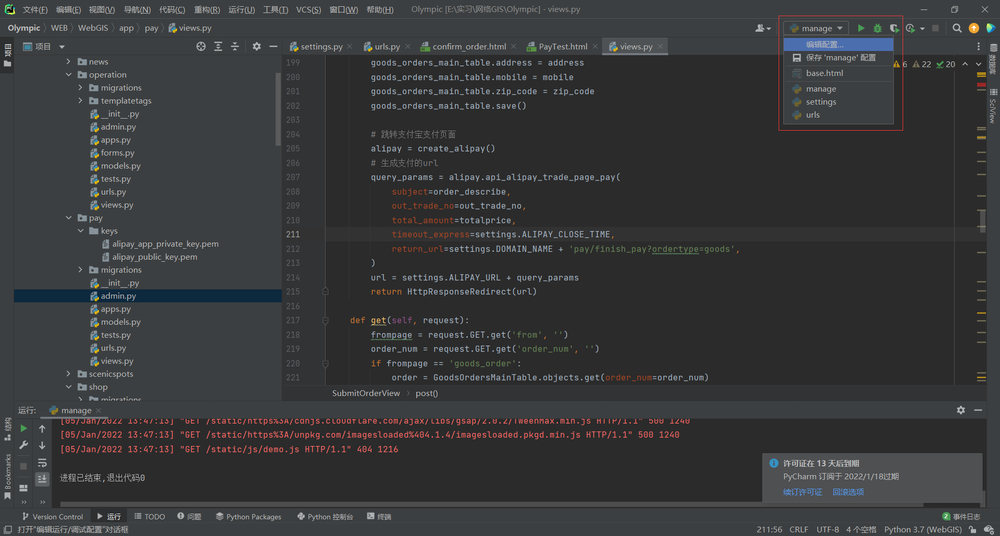 文件(F) 编辑(E) 视图(V) 导航(N) 代码(C) 重构(R) 运行(U) 工具(T) VCS(S) 窗口(W) 帮助(H) Olympic [E:\实习\网络GIS\Olympic] - views.py
Olympic WEB WebGIS app pay views.py manage
编辑配置...
保存 'manage' 配置
base.html
manage
settings
urls
项目
settings.py urls.py confirm_order.html PayTest.html views.py
6 22 20
news
operation
migrations
templatetags
__init__.py
admin.py
apps.py
forms.py
models.py
tests.py
urls.py
views.py
pay
keys
alipay_app_private_key.pem
alipay_public_key.pem
migrations
__init__.py
admin.py
apps.py
models.py
tests.py
urls.py
views.py
scenicspots
shop
migrations
199 goods_orders_main_table.address = address
200 goods_orders_main_table.mobile = mobile
201 goods_orders_main_table.zip_code = zip_code
202 goods_orders_main_table.save()
203
204 # 跳转支付宝支付页面
205 alipay = create_alipay()
206 # 生成支付的url
207 query_params = alipay.api_alipay_trade_page_pay(
208 subject=order_describe,
209 out_trade_no=out_trade_no,
210 total_amount=totalprice,
211 timeout_express=settings.ALIPAY_CLOSE_TIME,
212 return_url=settings.DOMAIN_NAME + 'pay/finish_pay?ordertype=goods',
213 )
214 url = settings.ALIPAY_URL + query_params
215 return HttpResponseRedirect(url)
216
217 def get(self, request):
218 frompage = request.GET.get('from', '')
219 order_num = request.GET.get('order_num', '')
220 if frompage == 'goods_order':
221 order = GoodsOrdersMainTable.objects.get(order_num=order_num)
SubmitOrderView post()
项目
结构
Bookmarks
数据库
SciView
运行: manage
[05/Jan/2022 13:47:13] "GET /static/https%3A/cdnjs.cloudflare.com/ajax/libs/gsap/2.0.2/TweenMax.min.js HTTP/1.1" 500 1240
[05/Jan/2022 13:47:13] "GET /static/https%3A/unpkg.com/imagesloaded%404.1.4/imagesloaded.pkgd.min.js HTTP/1.1" 500 1240
[05/Jan/2022 13:47:13] "GET /static/js/demo.js HTTP/1.1" 404 1216
进程已结束,退出代码0
许可证在 13 天后到期
PyCharm 订阅于 2022/1/18过期
续订许可证 回滚选项
Version Control 运行 TODO 问题 Python Packages Python 控制台 终端 2 事件日志
打开“编辑运行/调试配置”对话框 211:56 CRLF UTF-8 4 个空格 Python 3.7 (WebGIS)